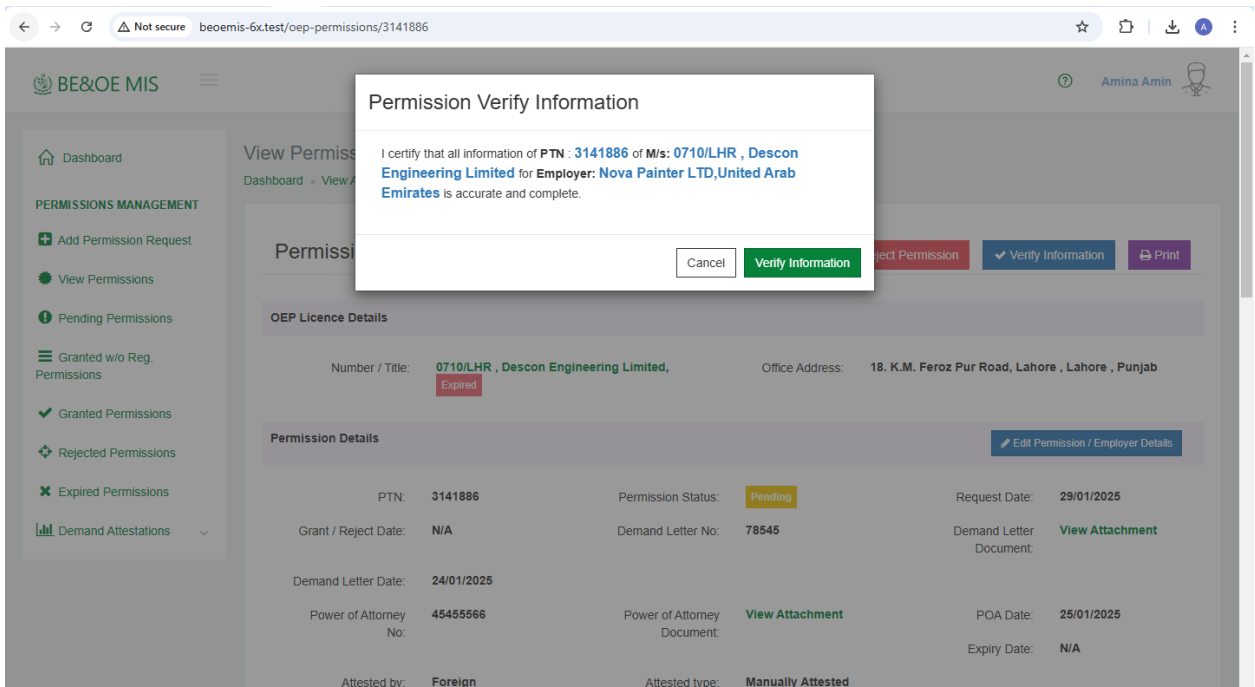 Not secure beoemis-6x.test/oep-permissions/3141886
A
BE&OE MIS
Amina Amin
Permission Verify Information
I certify that all information of PTN : 3141886 of M/s: 0710/LHR , Descon
Engineering Limited for Employer: Nova Painter LTD,United Arab
Emirates is accurate and complete.
Cancel Verify Information
Dashboard
PERMISSIONS MANAGEMENT
Add Permission Request
View Permissions
Pending Permissions
Granted w/o Reg.
Permissions
Granted Permissions
Rejected Permissions
Expired Permissions
Demand Attestations
View Permiss
Dashboard View A
Permissi
ject Permission Verify Information Print
OEP Licence Details
Number / Title: 0710/LHR , Descon Engineering Limited, Office Address: 18. K.M. Feroz Pur Road, Lahore , Lahore , Punjab
Expired
Permission Details Edit Permission / Employer Details
PTN: 3141886 Permission Status: Pending Request Date: 29/01/2025
Grant / Reject Date: N/A Demand Letter No: 78545 Demand Letter View Attachment
Document:
Demand Letter Date: 24/01/2025
Power of Attorney 45455566 Power of Attorney View Attachment POA Date: 25/01/2025
No: Document:
Expiry Date: N/A
Attested by: Foreign Attested type: Manually Attested